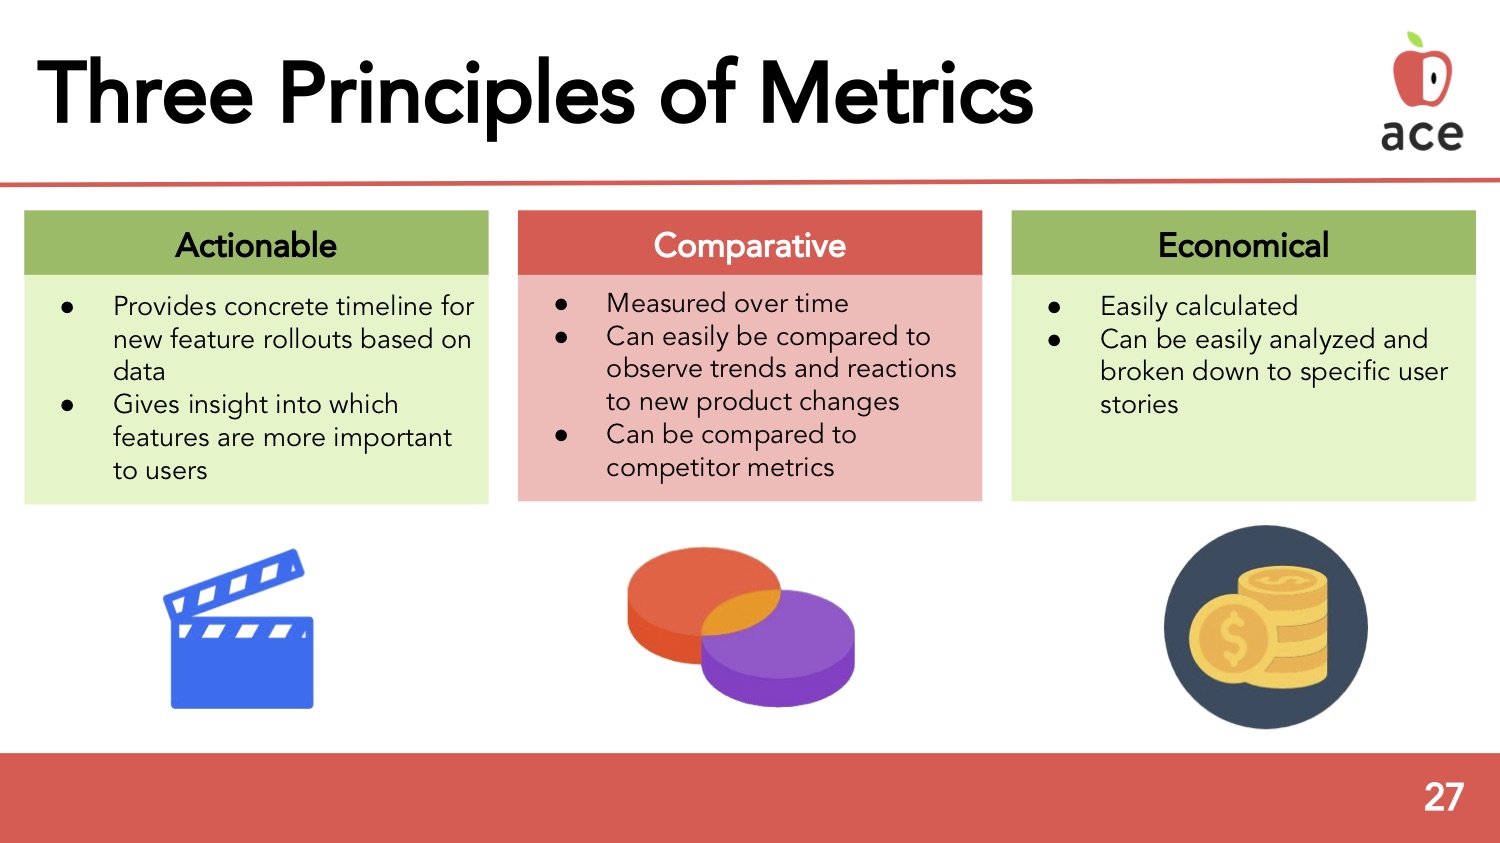 Three Principles of Metrics
ace
Actionable
● Provides concrete timeline for
new feature rollouts based on
data
● Gives insight into which
features are more important
to users
Comparative
● Measured over time
● Can easily be compared to
observe trends and reactions
to new product changes
● Can be compared to
competitor metrics
Economical
● Easily calculated
● Can be easily analyzed and
broken down to specific user
stories
$
$
27